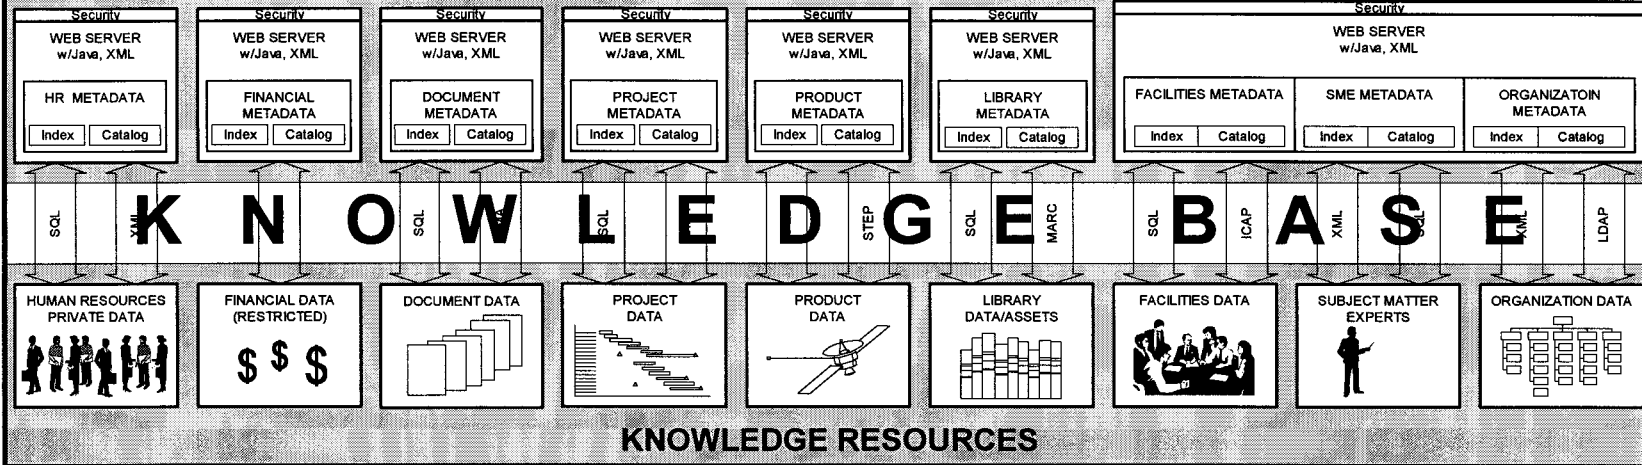 Security
WEB SERVER
w/Java, XML
HR METADATA
Index Catalog
Security
WEB SERVER
w/Java, XML
FINANCIAL
METADATA
Index Catalog
Security
WEB SERVER
w/Java, XML
DOCUMENT
METADATA
Index Catalog
Security
WEB SERVER
w/Java, XML
PROJECT
METADATA
Index Catalog
Security
WEB SERVER
w/Java, XML
PRODUCT
METADATA
Index Catalog
Security
WEB SERVER
w/Java, XML
LIBRARY
METADATA
Index Catalog
Security
WEB SERVER
w/Java, XML
FACILITIES METADATA
Index Catalog
SME METADATA
Index Catalog
ORGANIZATOIN
METADATA
Index Catalog
KNOWLEDGE BASE
SQL
XML
SQL
SQL
STEP
SQL
MARC
SQL
ICAP
XML
SQL
XML
LDAP
HUMAN RESOURCES
PRIVATE DATA
FINANCIAL DATA
(RESTRICTED)
$ $ $
DOCUMENT DATA
PROJECT
DATA
PRODUCT
DATA
LIBRARY
DATA/ASSETS
FACILITIES DATA
SUBJECT MATTER
EXPERTS
ORGANIZATION DATA
KNOWLEDGE RESOURCES